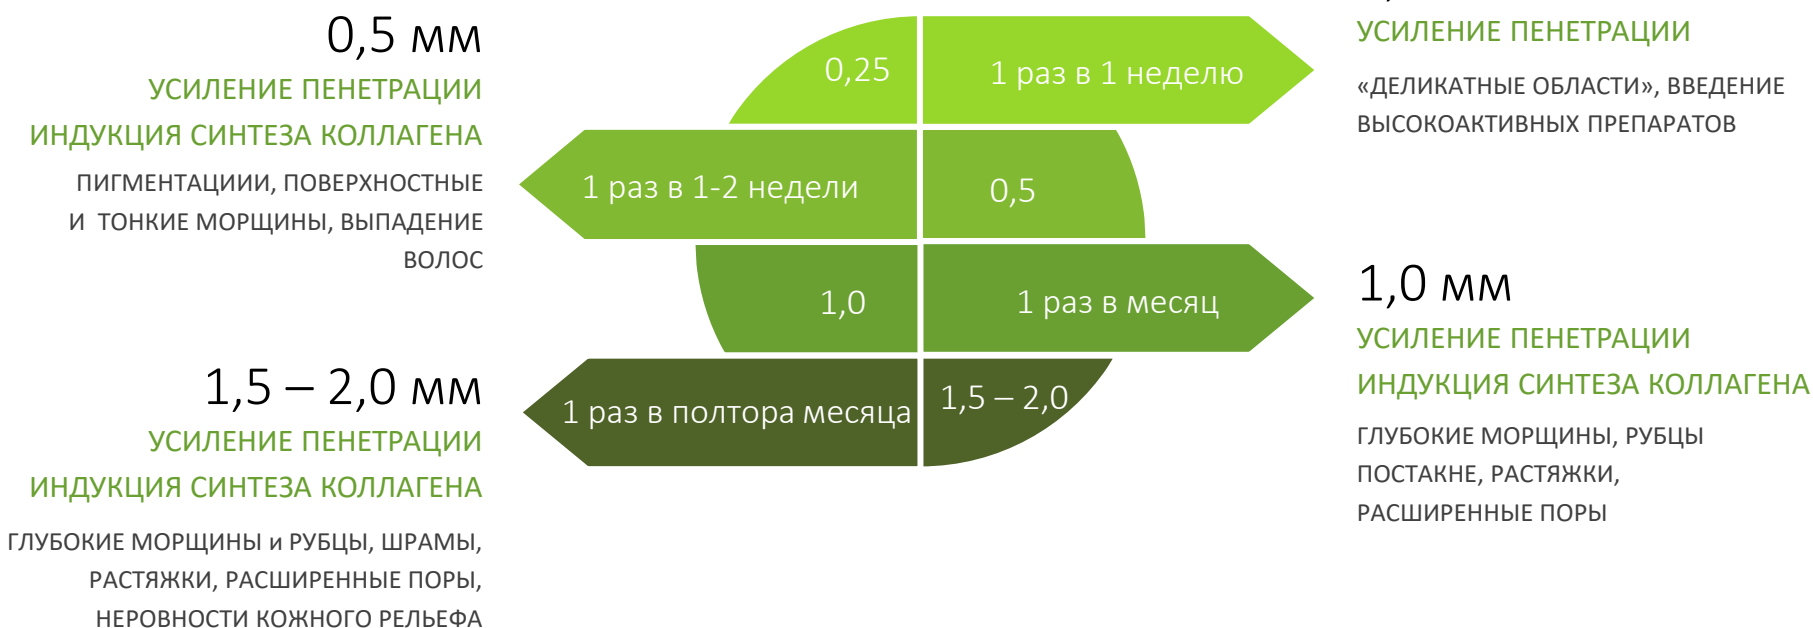 0,5 мм
УСИЛЕНИЕ ПЕНЕТРАЦИИ
ИНДУКЦИЯ СИНТЕЗА КОЛЛАГЕНА
ПИГМЕНТАЦИИИ, ПОВЕРХНОСТНЫЕ
И ТОНКИЕ МОРЩИНЫ, ВЫПАДЕНИЕ
ВОЛОС
1,5 – 2,0 мм
УСИЛЕНИЕ ПЕНЕТРАЦИИ
ИНДУКЦИЯ СИНТЕЗА КОЛЛАГЕНА
ГЛУБОКИЕ МОРЩИНЫ и РУБЦЫ, ШРАМЫ,
РАСТЯЖКИ, РАСШИРЕННЫЕ ПОРЫ,
НЕРОВНОСТИ КОЖНОГО РЕЛЬЕФА
0,25
1 раз в 1 неделю
1 раз в 1-2 недели
0,5
1,0
1 раз в месяц
1 раз в полтора месяца
1,5 – 2,0
УСИЛЕНИЕ ПЕНЕТРАЦИИ
«ДЕЛИКАТНЫЕ ОБЛАСТИ», ВВЕДЕНИЕ
ВЫСОКОАКТИВНЫХ ПРЕПАРАТОВ
1,0 мм
УСИЛЕНИЕ ПЕНЕТРАЦИИ
ИНДУКЦИЯ СИНТЕЗА КОЛЛАГЕНА
ГЛУБОКИЕ МОРЩИНЫ, РУБЦЫ
ПОСТАКНЕ, РАСТЯЖКИ,
РАСШИРЕННЫЕ ПОРЫ